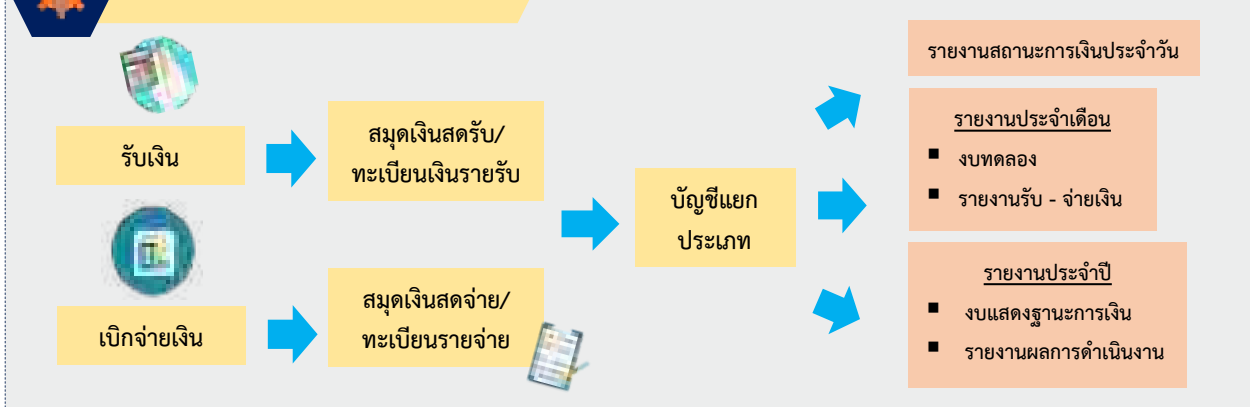 รับเงิน
สมุดเงินสดรับ/
ทะเบียนเงินรายรับ
เบิกจ่ายเงิน
สมุดเงินสดจ่าย/
ทะเบียนรายจ่าย
บัญชีแยก
ประเภท
รายงานสถานะการเงินประจำวัน
รายงานประจำเดือน
▪ งบทดลอง
▪ รายงานรับ - จ่ายเงิน
รายงานประจำปี
▪ งบแสดงฐานะการเงิน
▪ รายงานผลการดำเนินงาน